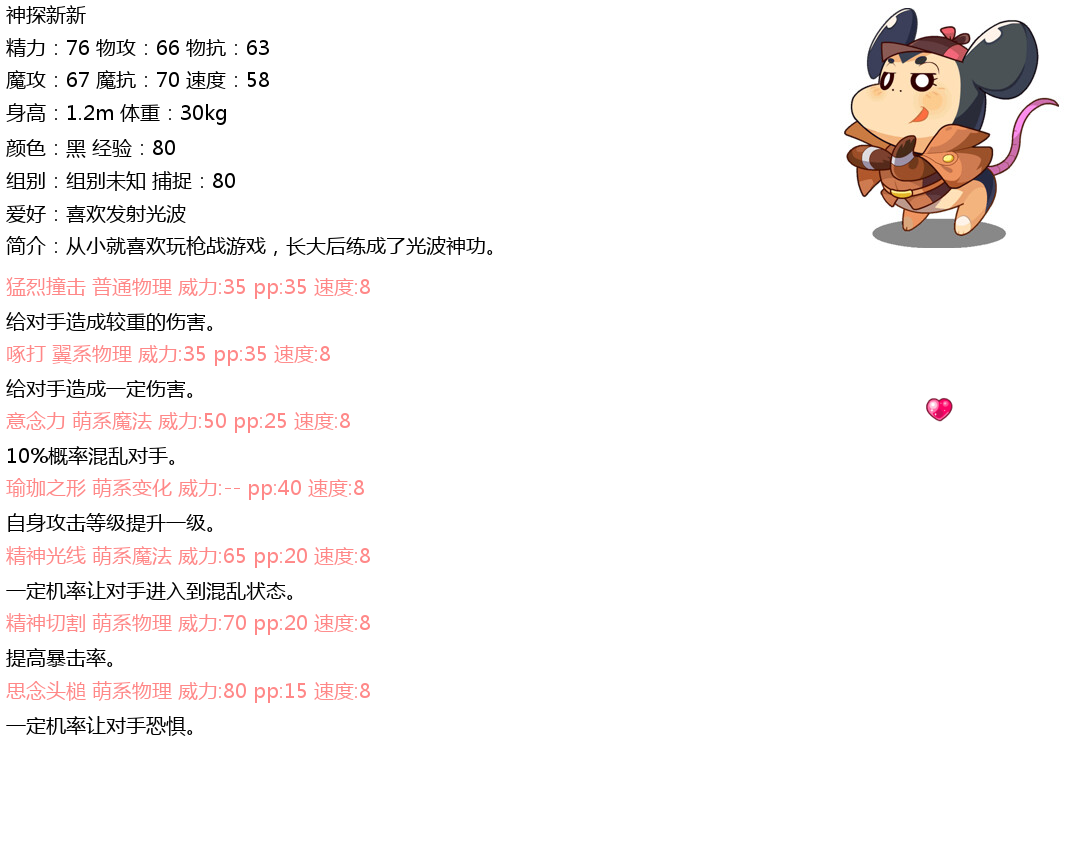 神探新新
精力：76 物攻：66 物抗：63
魔攻：67 魔抗：70 速度：58
身高：1.2m 体重：30kg
颜色：黑 经验：80
组别：组别未知 捕捉：80
爱好：喜欢发射光波
简介：从小就喜欢玩枪战游戏，长大后练成了光波神功。
猛烈撞击 普通物理 威力:35 pp:35 速度:8
给对手造成较重的伤害。
啄打 翼系物理 威力:35 pp:35 速度:8
给对手造成一定伤害。
意念力 萌系魔法 威力:50 pp:25 速度:8
10%概率混乱对手。
瑜珈之形 萌系变化 威力:-- pp:40 速度:8
自身攻击等级提升一级。
精神光线 萌系魔法 威力:65 pp:20 速度:8
一定机率让对手进入到混乱状态。
精神切割 萌系物理 威力:70 pp:20 速度:8
提高暴击率。
思念头槌 萌系物理 威力:80 pp:15 速度:8
一定机率让对手恐惧。